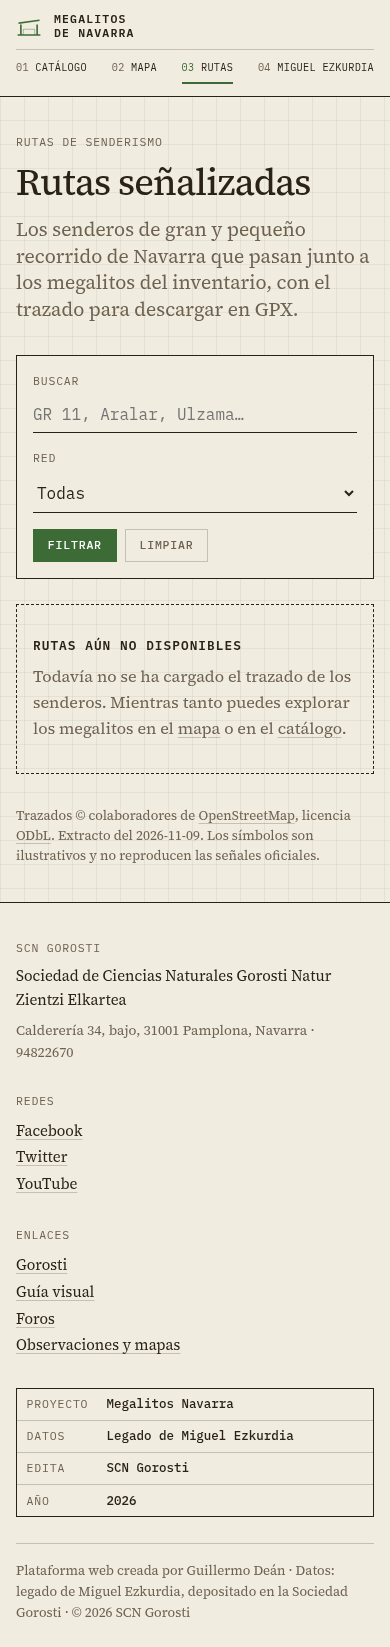 MEGALITOS
DE NAVARRA
01 CATÁLOGO 02 MAPA 03 RUTAS 04 MIGUEL EZKURDIA
RUTAS DE SENDERISMO
Rutas señalizadas
Los senderos de gran y pequeño
recorrido de Navarra que pasan junto a
los megalitos del inventario, con el
trazado para descargar en GPX.
BUSCAR
GR 11, Aralar, Ulzama…
RED
Todas
FILTRAR LIMPIAR
RUTAS AÚN NO DISPONIBLES
Todavía no se ha cargado el trazado de los
senderos. Mientras tanto puedes explorar
los megalitos en el mapa o en el catálogo.
Trazados © colaboradores de OpenStreetMap, licencia
ODbL. Extracto del 2026-11-09. Los símbolos son
ilustrativos y no reproducen las señales oficiales.
SCN GOROSTI
Sociedad de Ciencias Naturales Gorosti Natur
Zientzi Elkartea
Calderería 34, bajo, 31001 Pamplona, Navarra ·
94822670
REDES
Facebook
Twitter
YouTube
ENLACES
Gorosti
Guía visual
Foros
Observaciones y mapas
PROYECTO Megalitos Navarra
DATOS Legado de Miguel Ezkurdia
EDITA SCN Gorosti
AÑO 2026
Plataforma web creada por Guillermo Deán · Datos:
legado de Miguel Ezkurdia, depositado en la Sociedad
Gorosti · © 2026 SCN Gorosti